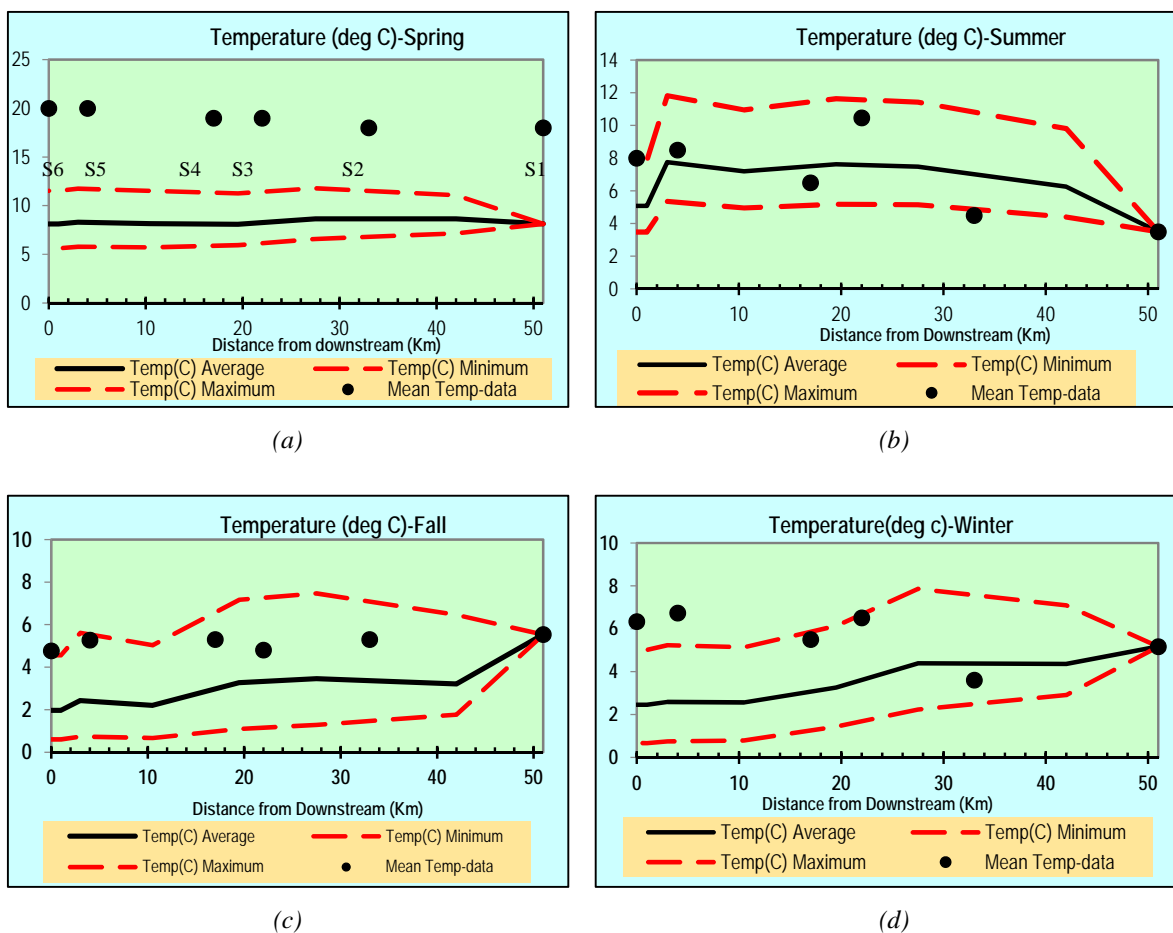 Temperature (deg C)-Spring
25
20
15
10
5
0
S6 S5 S4 S3 S2 S1
0 10 20 30 40 50
Distance from downstream (Km)
Temp(C) Average Temp(C) Minimum
Temp(C) Maximum Mean Temp-data
(a)
Temperature (deg C)-Summer
14
12
10
8
6
4
2
0
0 10 20 30 40 50
Distance from Downstream (Km)
Temp(C) Average Temp(C) Minimum
Temp(C) Maximum Mean Temp-data
(b)
Temperature (deg C)-Fall
10
8
6
4
2
0
0 10 20 30 40 50
Distance from Downstream (Km)
Temp(C) Average Temp(C) Minimum
Temp(C) Maximum Mean Temp-data
(c)
Temperature(deg c)-Winter
10
8
6
4
2
0
0 10 20 30 40 50
Distance from Downstream (Km)
Temp(C) Average Temp(C) Minimum
Temp(C) Maximum Mean Temp-data
(d)